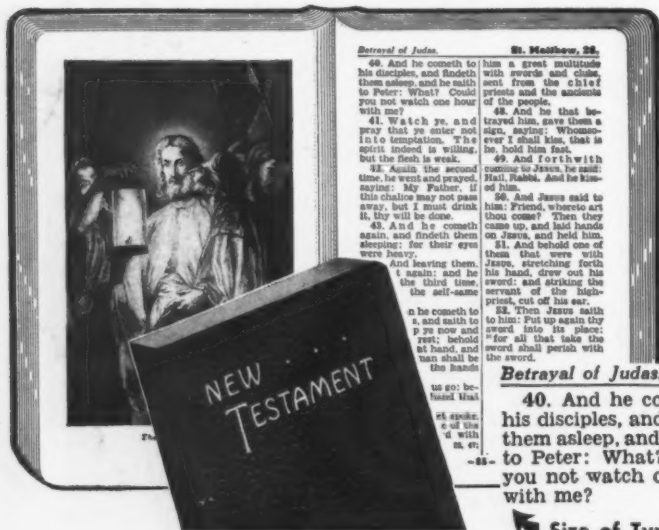 Betrayal of Judas. St. Matthew, 26.
40. And he cometh to
his disciples, and findeth
them asleep, and he saith
to Peter: What? Could
you not watch one hour
with me?
41. Watch ye, and
pray that ye enter not
into temptation. The
spirit indeed is willing,
but the flesh is weak.
42. Again the second
time, he went and prayed,
saying: My Father, if
this chalice may not pass
away, but I must drink
it, thy will be done.
43. And he cometh
again, and findeth them
sleeping: for their eyes
were heavy.
And leaving them,
t again: and he
the third time,
the self-same
n he cometh to
s, and saith to
p ye now and
rest; behold
at hand, and
man shall be
the hands
us go: be-
hand that
et spoke,
e of the
d with
him a great multitude
with swords and clubs,
sent from the chief
priests and the ancients
of the people.
48. And he that be-
trayed him, gave them a
sign, saying: Whomso-
ever I shall kiss, that is
he, hold him fast.
49. And forthwith
coming to Jesus, he said:
Hail, Rabbi. And he kiss-
ed him.
50. And Jesus said to
him: Friend, whereto art
thou come? Then they
came up, and laid hands
on Jesus, and held him.
51. And behold one of
them that were with
Jesus, stretching forth
his hand, drew out his
sword: and striking the
servant of the high-
priest, cut off his ear.
52. Then Jesus saith
to him: Put up again thy
sword into its place:
for all that take the
sword shall perish with
the sword.
NEW
TESTAMENT
Betrayal of Judas.
40. And he co
his disciples, and
them asleep, and
to Peter: What?
you not watch o
with me?
Size of Ty